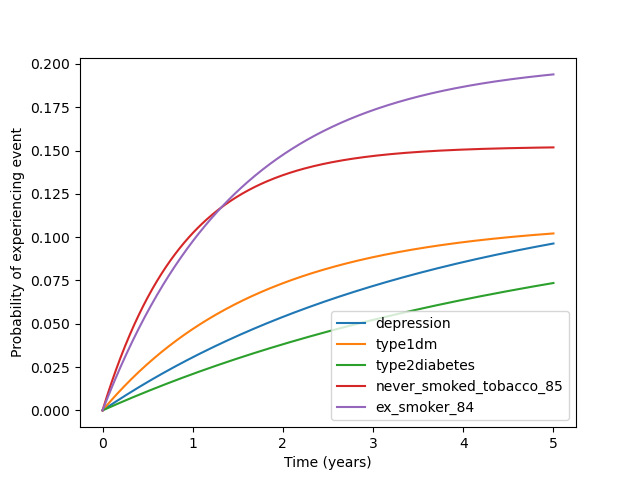 0.200
0.175
0.150
0.125
0.100
0.075
0.050
0.025
0.000
Probability of experiencing event
depression
type1dm
type2diabetes
never_smoked_tobacco_85
ex_smoker_84
0 1 2 3 4 5
Time (years)